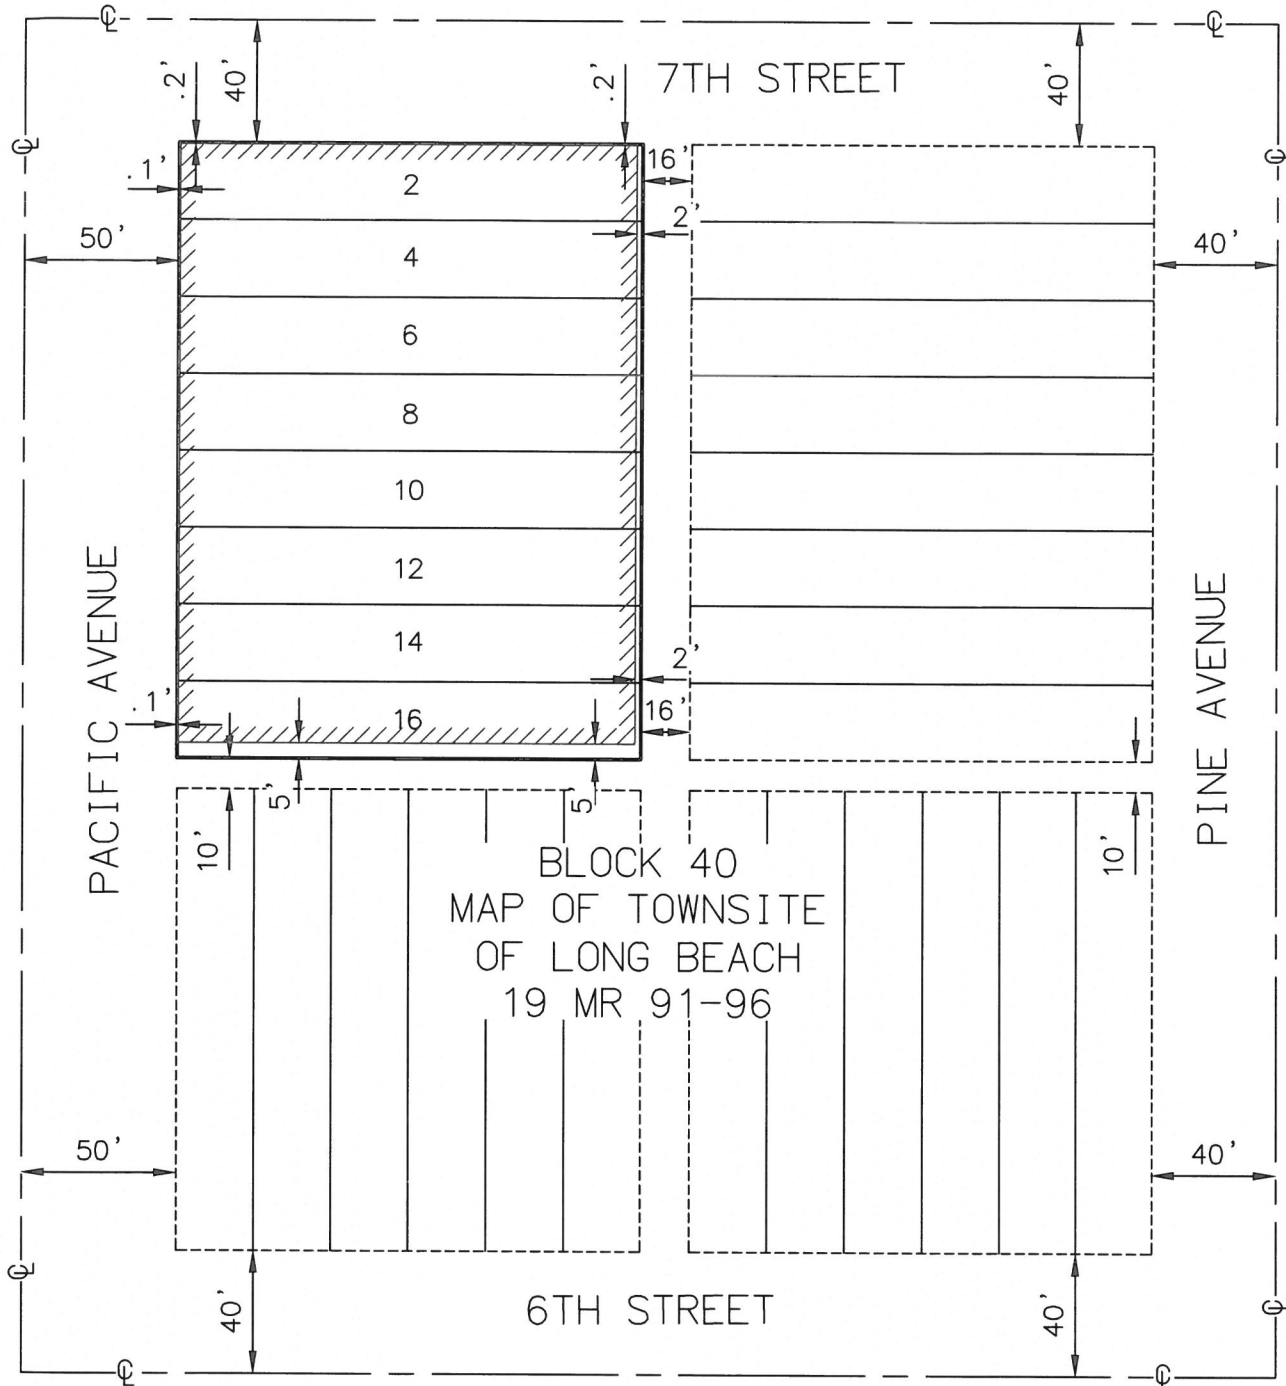 ℄ ℄
.2' 40' .2' 7TH STREET 40'
℄ ℄
.1' 2 16'
50' 4 2' 40'
6
8
10
12
14
PACIFIC AVENUE
PINE AVENUE
2'
.1' 16 16'
5' 5'
10' 10'
BLOCK 40
MAP OF TOWNSITE
OF LONG BEACH
19 MR 91-96
50' 40'
℄ ℄
40' 6TH STREET 40'
℄ ℄